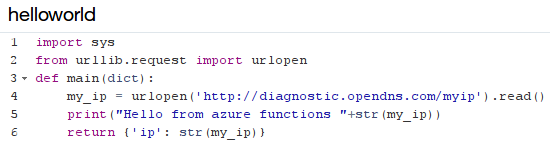 helloworld
1 import sys
2 from urllib.request import urlopen
3 def main(dict):
4 my_ip = urlopen('http://diagnostic.opendns.com/myip').read()
5 print("Hello from azure functions "+str(my_ip))
6 return {'ip': str(my_ip)}